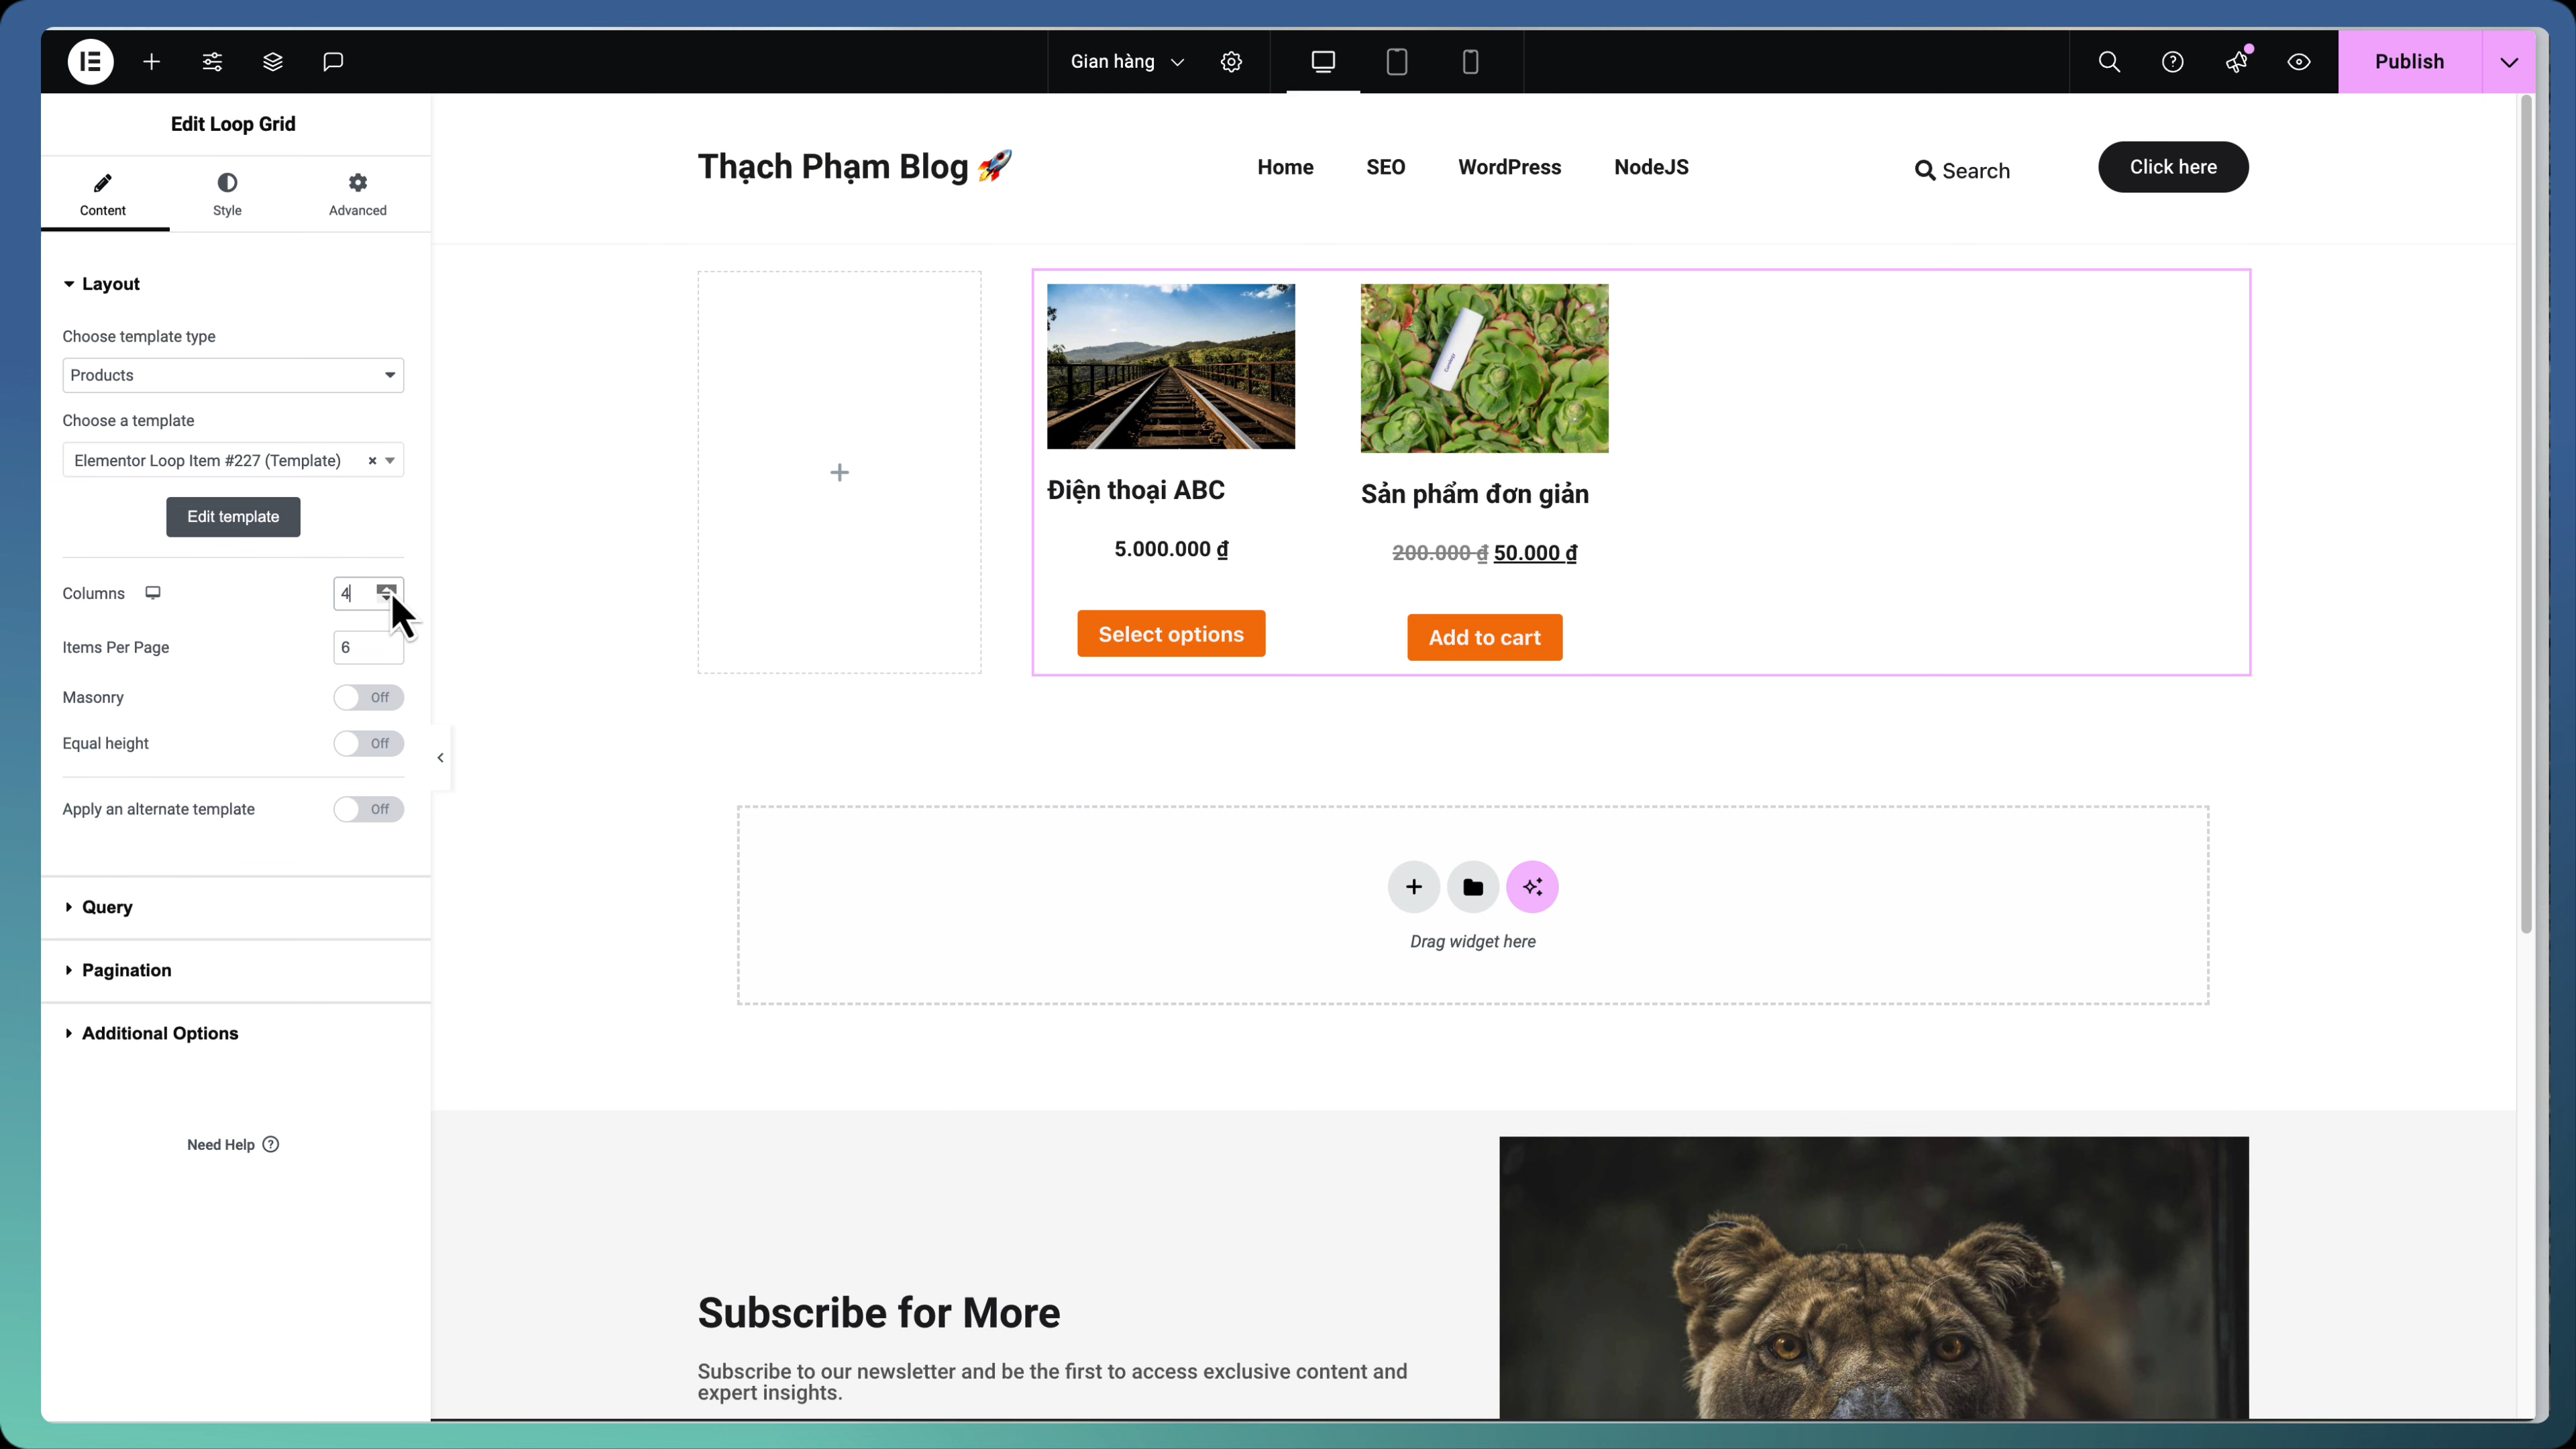 Gian hàng
Publish
Edit Loop Grid
Content
Style
Advanced
Layout
Choose template type
Products
Choose a template
Elementor Loop Item #227 (Template)
Edit template
Columns
4
Items Per Page
6
Masonry
Off
Equal height
Off
Apply an alternate template
Off
Query
Pagination
Additional Options
Need Help
Thạch Phạm Blog 🚀
Home
SEO
WordPress
NodeJS
Search
Click here
Điện thoại ABC
5.000.000 ₫
Select options
Sản phẩm đơn giản
200.000 ₫ 50.000 ₫
Add to cart
Drag widget here
Subscribe for More
Subscribe to our newsletter and be the first to access exclusive content and
expert insights.